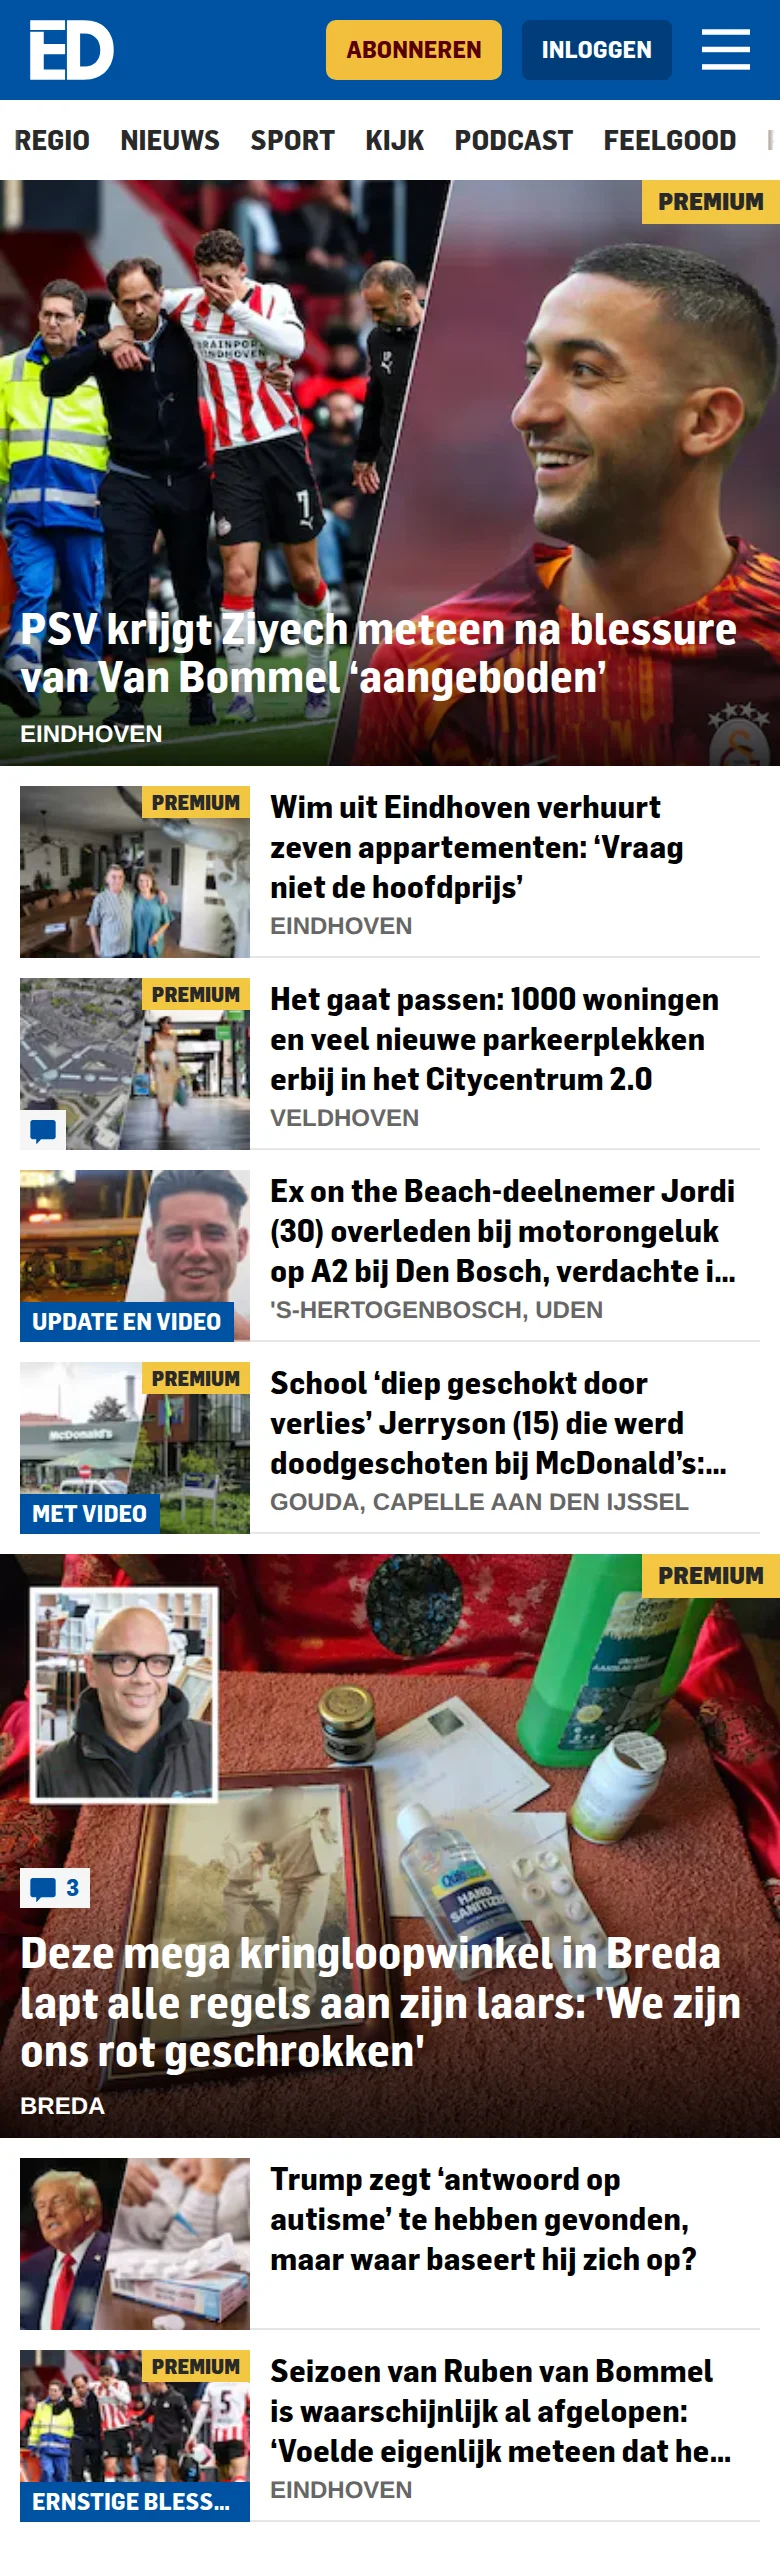 ED
ABONNEREN
INLOGGEN
REGIO NIEUWS SPORT KIJK PODCAST FEELGOOD
PREMIUM
BRAINPORT
EINDHOVEN
7
PSV krijgt Ziyech meteen na blessure
van Van Bommel ‘aangeboden’
EINDHOVEN
PREMIUM
Wim uit Eindhoven verhuurt
zeven appartementen: ‘Vraag
niet de hoofdprijs’
EINDHOVEN
PREMIUM
Het gaat passen: 1000 woningen
en veel nieuwe parkeerplekken
erbij in het Citycentrum 2.0
VELDHOVEN
UPDATE EN VIDEO
Ex on the Beach-deelnemer Jordi
(30) overleden bij motorongeluk
op A2 bij Den Bosch, verdachte i...
'S-HERTOGENBOSCH, UDEN
PREMIUM
McDonald's
MET VIDEO
School ‘diep geschokt door
verlies’ Jerryson (15) die werd
doodgeschoten bij McDonald’s:...
GOUDA, CAPELLE AAN DEN IJSSEL
PREMIUM
HAND
SANITIZER
3
Deze mega kringloopwinkel in Breda
lapt alle regels aan zijn laars: 'We zijn
ons rot geschrokken'
BREDA
Trump zegt ‘antwoord op
autisme’ te hebben gevonden,
maar waar baseert hij zich op?
PREMIUM
5
ERNSTIGE BLESS...
Seizoen van Ruben van Bommel
is waarschijnlijk al afgelopen:
‘Voelde eigenlijk meteen dat he...
EINDHOVEN